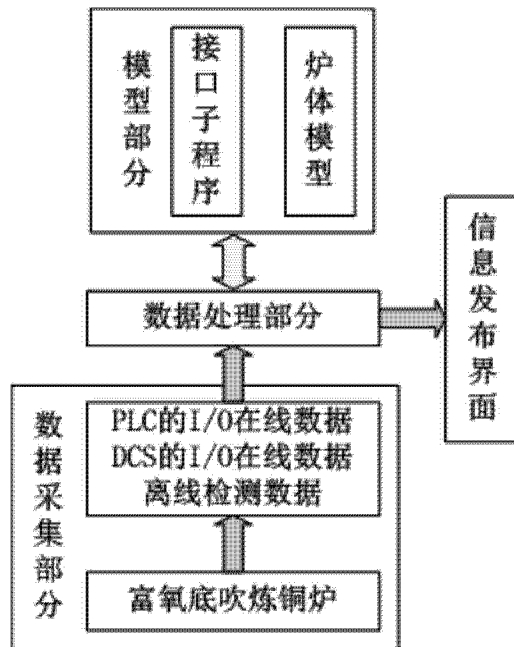 模型部分
接口子程序
炉体模型
数据处理部分
信息发布界面
数据采集部分
PLC的I/O在线数据
DCS的I/O在线数据
离线检测数据
富氧底吹炼铜炉